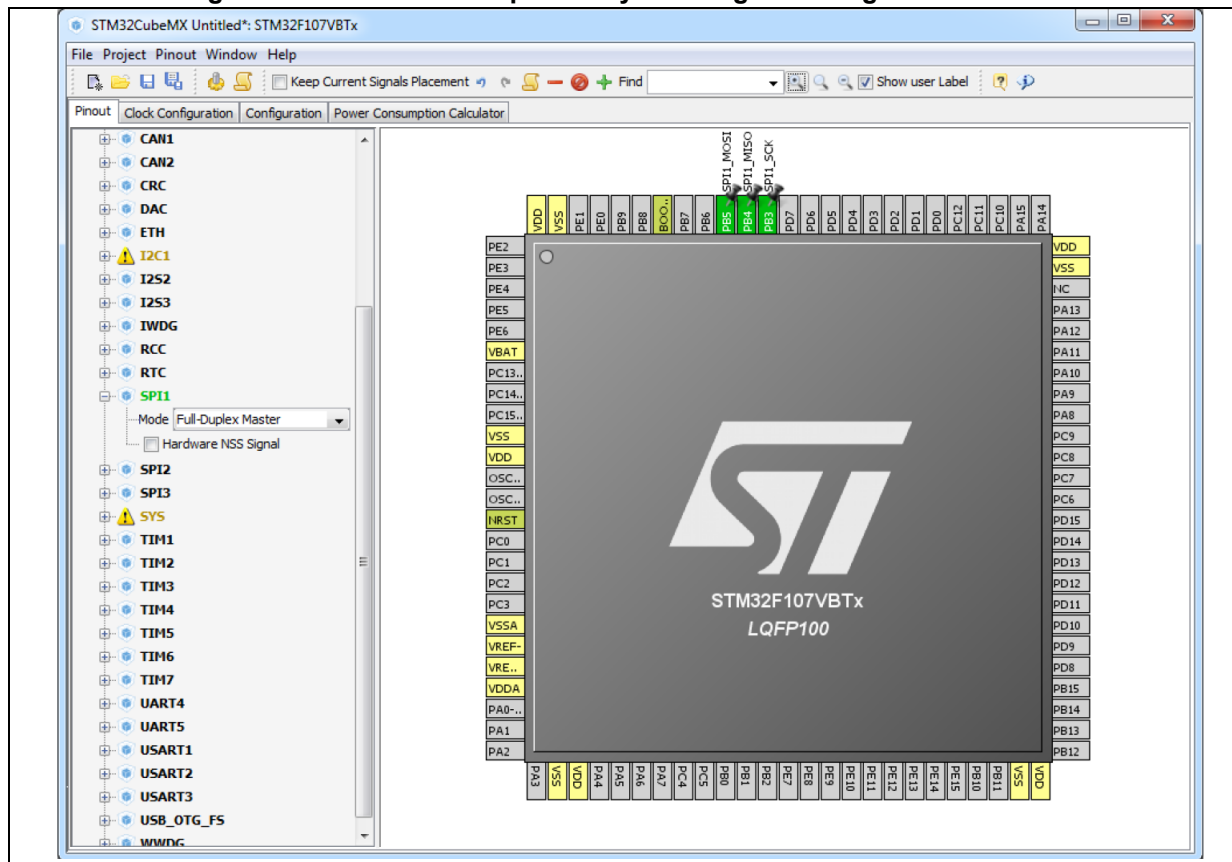 STM32CubeMX Untitled*: STM32F107VBTx
File Project Pinout Window Help
Keep Current Signals Placement Find Show user Label
Pinout Clock Configuration Configuration Power Consumption Calculator
CAN1
CAN2
CRC
DAC
ETH
I2C1
I2S2
I2S3
IWDG
RCC
RTC
SPI1
Mode Full-Duplex Master
Hardware NSS Signal
SPI2
SPI3
SYS
TIM1
TIM2
TIM3
TIM4
TIM5
TIM6
TIM7
UART4
UART5
USART1
USART2
USART3
USB_OTG_FS
WWDG
SPI1_MOSI
SPI1_MISO
SPI1_SCK
VDD
VSS
PE1
PE0
PB9
PB8
BOO..
PB7
PB6
PB5
PB4
PB3
PD7
PD6
PD5
PD4
PD3
PD2
PD1
PD0
PC12
PC11
PC10
PA15
PA14
PE2
PE3
PE4
PE5
PE6
VBAT
PC13..
PC14..
PC15..
VSS
VDD
OSC..
OSC..
NRST
PC0
PC1
PC2
PC3
VSSA
VREF-
VRE..
VDDA
PA0-..
PA1
PA2
ST
STM32F107VBTx
LQFP100
VDD
VSS
NC
PA13
PA12
PA11
PA10
PA9
PA8
PC9
PC8
PC7
PC6
PD15
PD14
PD13
PD12
PD11
PD10
PD9
PD8
PB15
PB14
PB13
PB12
PA3
VSS
VDD
PA4
PA5
PA6
PA7
PC4
PC5
PB0
PB1
PB2
PE7
PE8
PE9
PE10
PE11
PE12
PE13
PE14
PE15
PB10
PB11
VSS
VDD